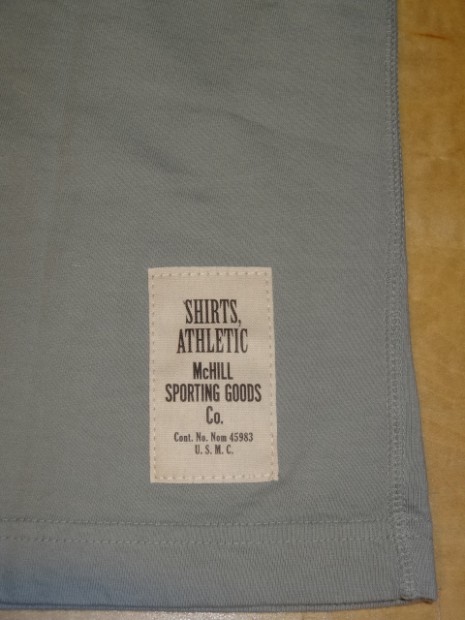 SHIRTS,
ATHLETIC
McHILL
SPORTING GOODS
Co.
Cont. No. Nom 45983
U. S. M. C.